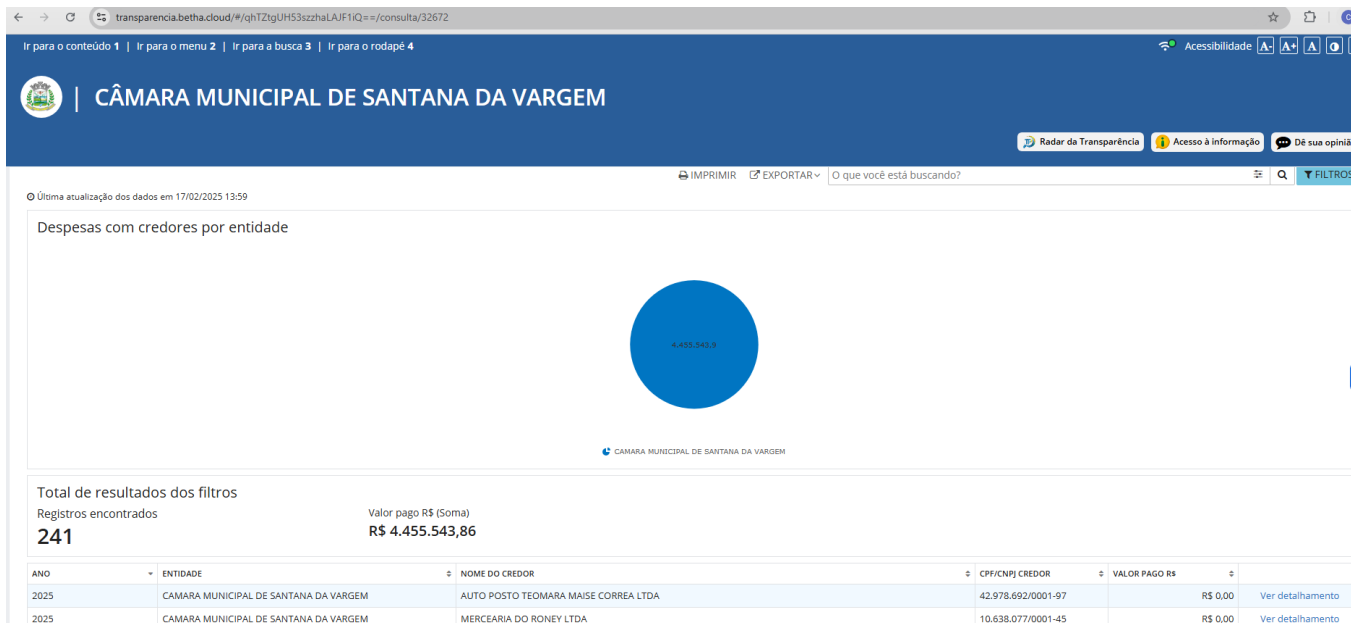 transparencia.betha.cloud/#/qhTZtgUH53szzhaLAJF1iQ==/consulta/32672
Ir para o conteúdo 1 | Ir para o menu 2 | Ir para a busca 3 | Ir para o rodapé 4
Acessibilidade A- A+ A
CÂMARA MUNICIPAL DE SANTANA DA VARGEM
Radar da Transparência Acesso à informação Dê sua opiniã
IMPRIMIR EXPORTAR O que você está buscando? FILTROS
Última atualização dos dados em 17/02/2025 13:59
Despesas com credores por entidade
4.455.543,9
CAMARA MUNICIPAL DE SANTANA DA VARGEM
Total de resultados dos filtros
Registros encontrados Valor pago R$ (Soma)
241 R$ 4.455.543,86
ANO ENTIDADE NOME DO CREDOR CPF/CNPJ CREDOR VALOR PAGO R$
2025 CAMARA MUNICIPAL DE SANTANA DA VARGEM AUTO POSTO TEOMARA MAISE CORREA LTDA 42.978.692/0001-97 R$ 0,00 Ver detalhamento
2025 CAMARA MUNICIPAL DE SANTANA DA VARGEM MERCEARIA DO RONEY LTDA 10.638.077/0001-45 R$ 0,00 Ver detalhamento